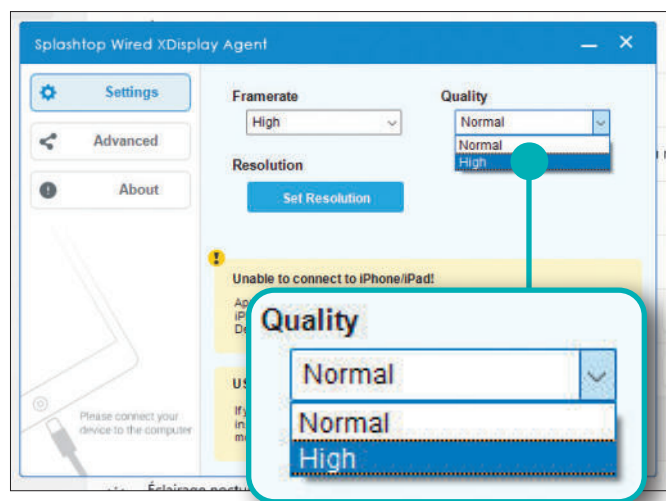 Splashtop Wired XDisplay Agent
Settings
Advanced
About
Please connect your
device to the computer
Framerate
High
Resolution
Set Resolution
Quality
Normal
Normal
High
Unable to connect to iPhone/iPad!
Quality
Normal
Normal
High
Éclairage